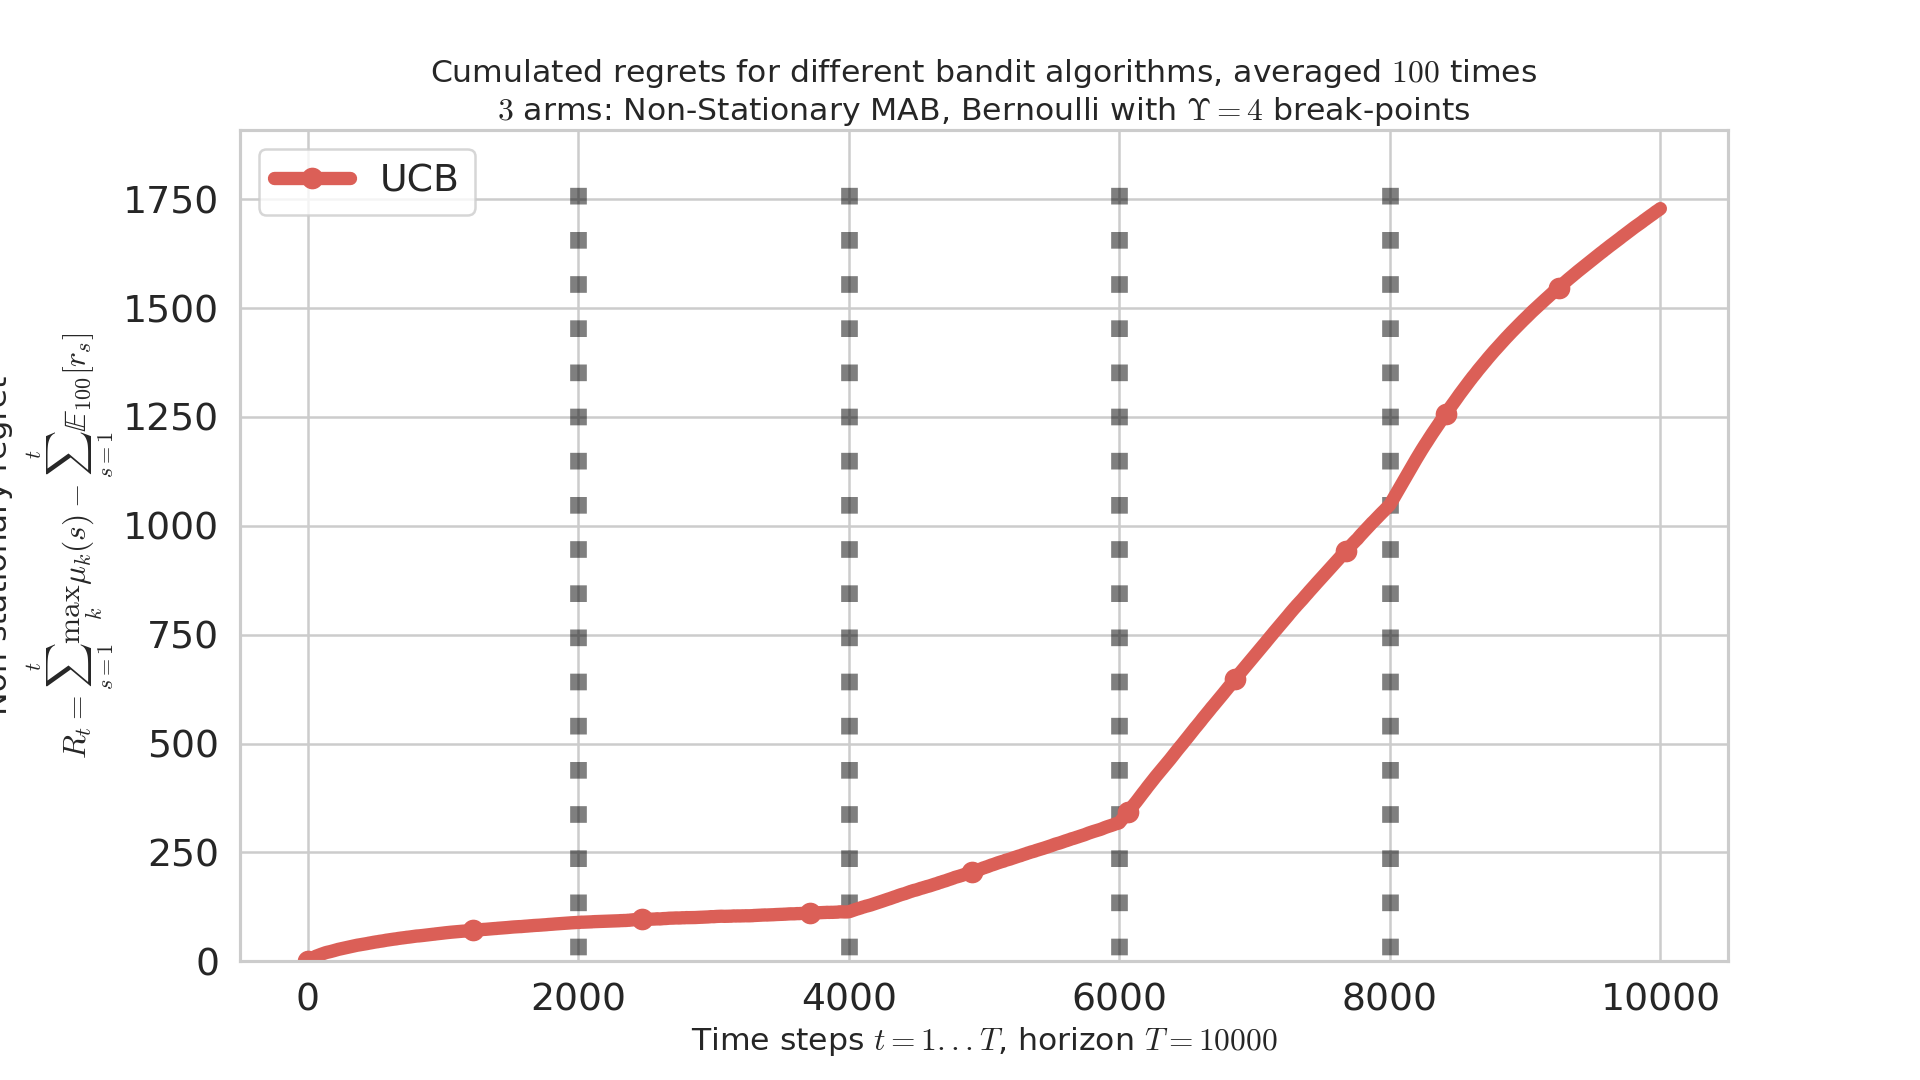 Cumulated regrets for different bandit algorithms, averaged 100 times
3 arms: Non-Stationary MAB, Bernoulli with Υ = 4 break-points
UCB
1750
1500
1250
1000
750
500
250
0
R_t = \sum_{s=1}^{t} \max_k μ_k(s) − \sum_{s=1}^{t} 𝔼_{100}[r_s]
0 2000 4000 6000 8000 10000
Time steps t = 1...T, horizon T = 10000